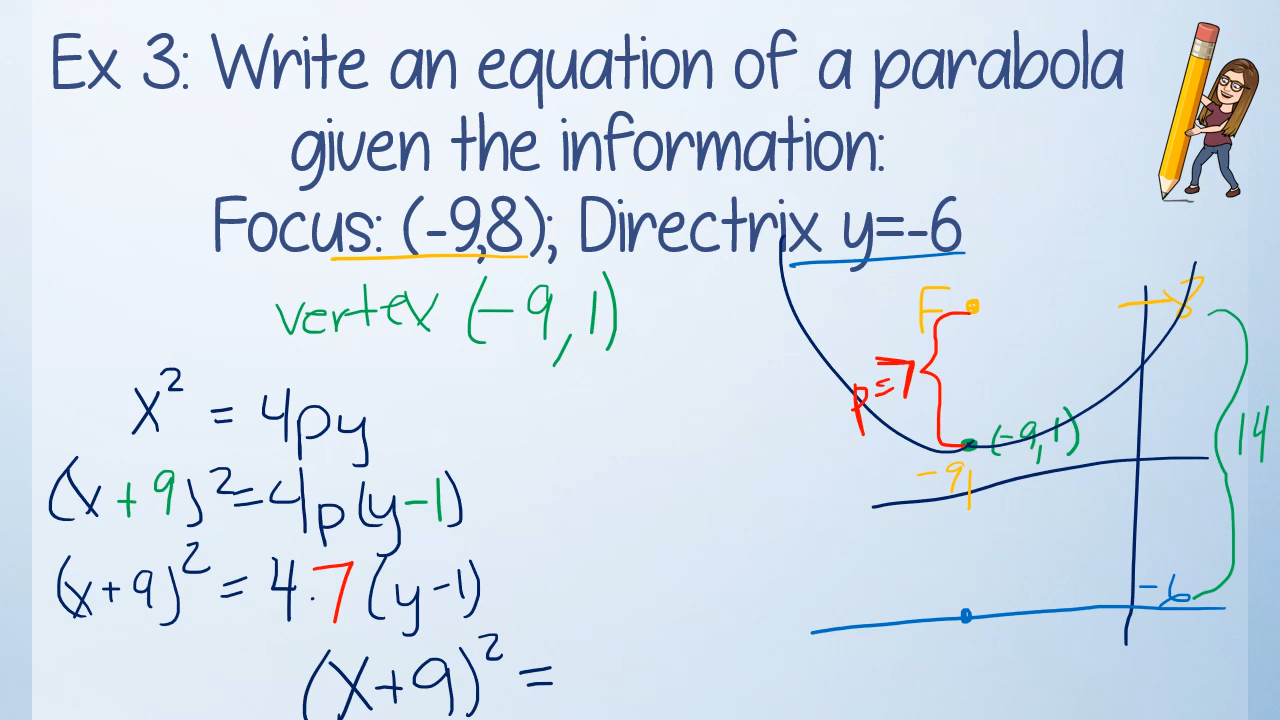 Ex 3: Write an equation of a parabola
given the information:
Focus: (-9,8); Directrix y=-6
vertex (-9, 1)
x² = 4py
(x+9)² = 4p(y-1)
(x+9)² = 4·7(y-1)
(x+9)² =
F
8
p=7
(-9,1)
-9
14
-6